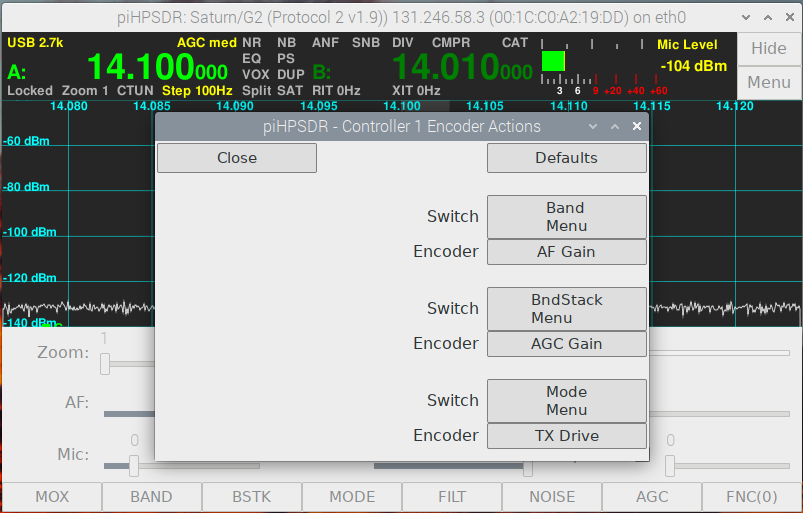 piHPSDR: Saturn/G2 (Protocol 2 v1.9)) 131.246.58.3 (00:1C:C0:A2:19:DD) on eth0
USB 2.7k AGC med NR NB ANF SNB DIV CMPR CAT Mic Level Hide
A: 14.100000 EQ PS B: 14.010000 -104 dBm
VOX DUP Menu
Locked Zoom 1 CTUN Step 100Hz Split SAT RIT 0Hz XIT 0Hz 3 6 9 +20 +40 +60
14.080 14.085 14.090 14.095 14.100 14.105 14.110 14.115 14.120
piHPSDR - Controller 1 Encoder Actions
-60 dBm
Close Defaults
-80 dBm
Switch Band
Menu
-100 dBm
Encoder AF Gain
-120 dBm
Switch BndStack
Menu
-140 dBm
Encoder AGC Gain
Zoom: 1
Switch Mode
Menu
AF:
Encoder TX Drive
Mic: 0 0
MOX BAND BSTK MODE FILT NOISE AGC FNC(0)